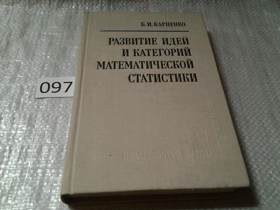 Б. И. КАРПЕНКО
РАЗВИТИЕ ИДЕЙ
И КАТЕГОРИЙ
МАТЕМАТИЧЕСКОЙ
СТАТИСТИКИ
097